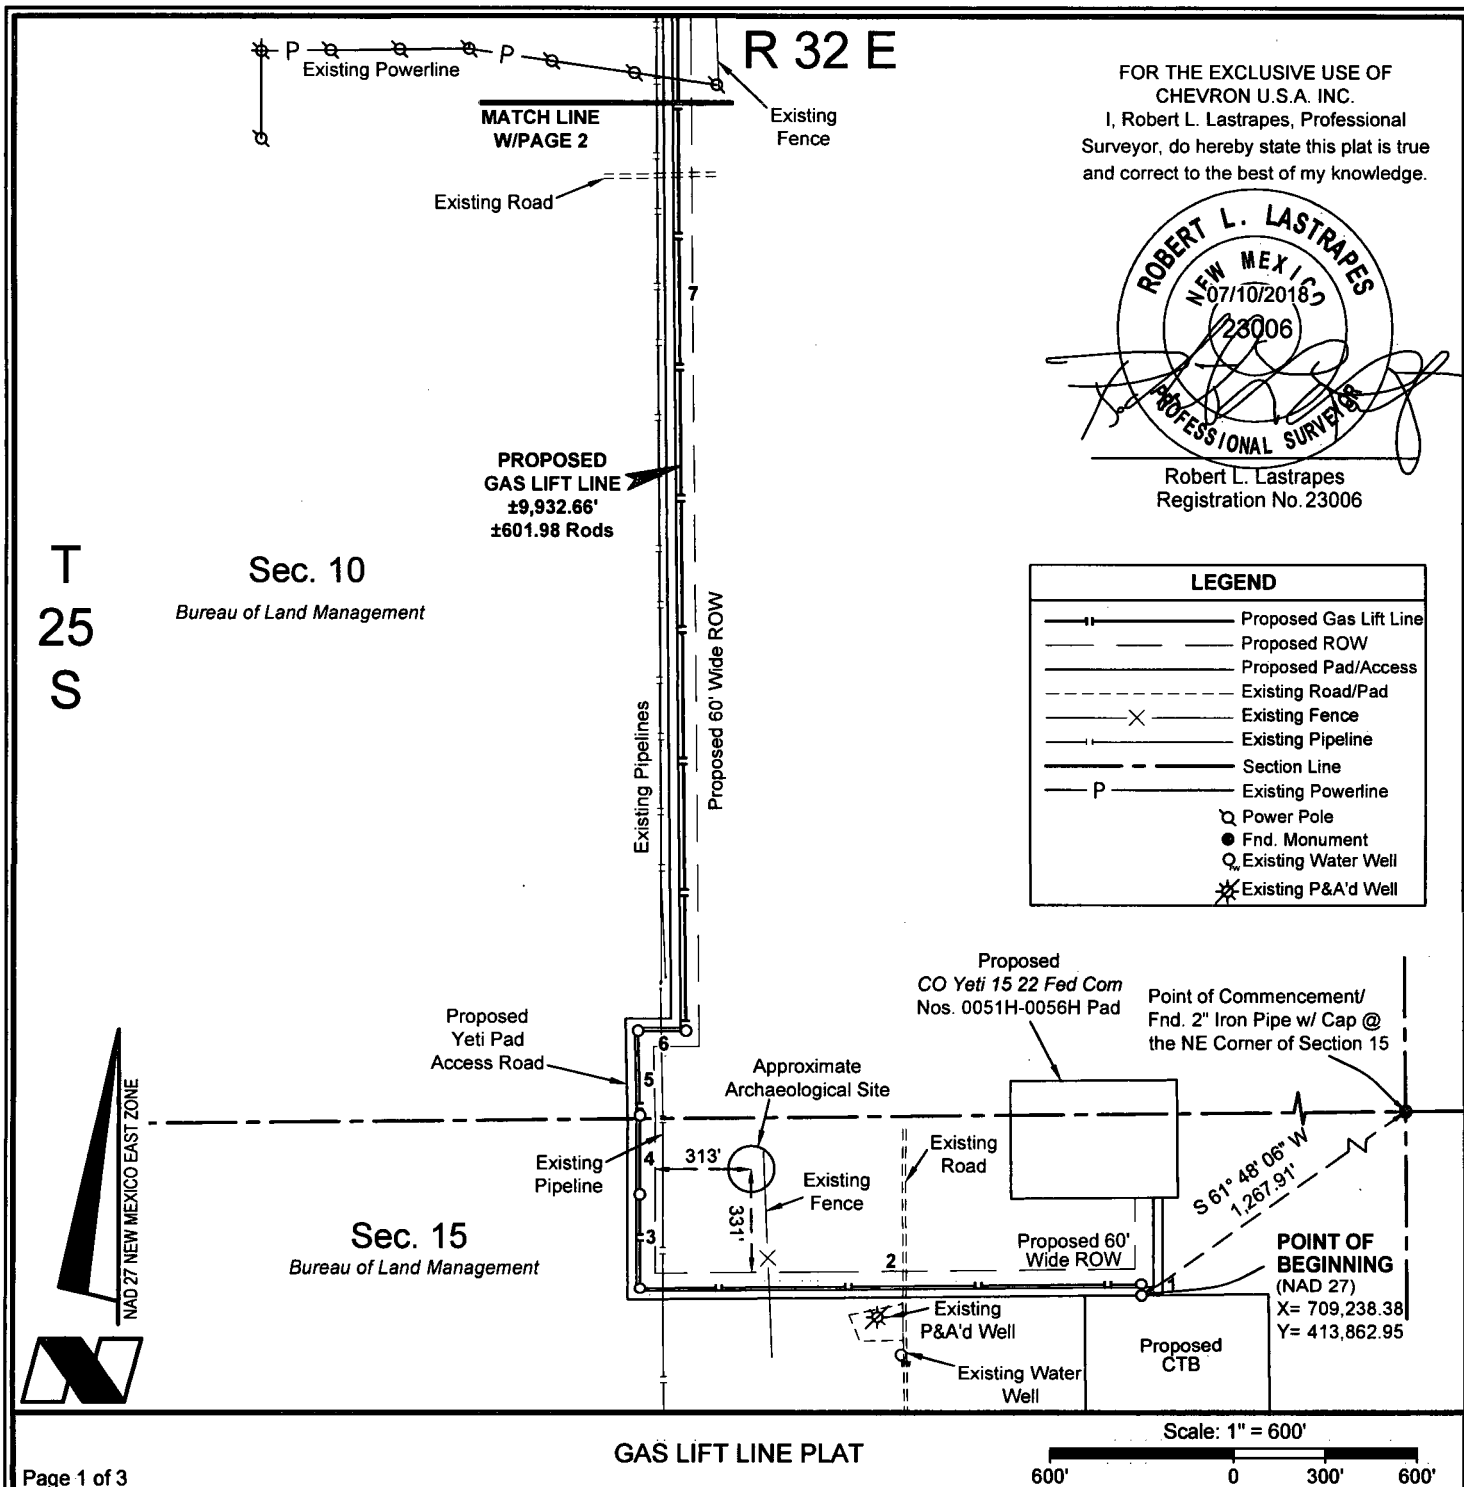 R 32 E
P
P
Existing Powerline
MATCH LINE
W/PAGE 2
Existing
Fence
Existing Road
FOR THE EXCLUSIVE USE OF
CHEVRON U.S.A. INC.
I, Robert L. Lastrapes, Professional
Surveyor, do hereby state this plat is true
and correct to the best of my knowledge.
ROBERT L. LASTRAPES
NEW MEXICO
07/10/2018
23006
PROFESSIONAL SURVEYOR
Robert L. Lastrapes
Registration No. 23006
7
PROPOSED
GAS LIFT LINE
±9,932.66'
±601.98 Rods
T
25
S
Sec. 10
Bureau of Land Management
Existing Pipelines
Proposed 60' Wide ROW
LEGEND
Proposed Gas Lift Line
Proposed ROW
Proposed Pad/Access
Existing Road/Pad
Existing Fence
Existing Pipeline
Section Line
P
Existing Powerline
Power Pole
Fnd. Monument
Existing Water Well
Existing P&A'd Well
Proposed
CO Yeti 15 22 Fed Com
Nos. 0051H-0056H Pad
Point of Commencement/
Fnd. 2" Iron Pipe w/ Cap @
the NE Corner of Section 15
Proposed
Yeti Pad
Access Road
6
5
Approximate
Archaeological Site
NAD 27 NEW MEXICO EAST ZONE
Existing
Pipeline
4
313'
331'
Existing
Fence
Existing
Road
S 61° 48' 06" W
1,267.91'
Sec. 15
Bureau of Land Management
3
2
Proposed 60'
Wide ROW
1
POINT OF
BEGINNING
(NAD 27)
X= 709,238.38
Y= 413,862.95
Existing
P&A'd Well
Existing Water
Well
Proposed
CTB
GAS LIFT LINE PLAT
Scale: 1" = 600'
600' 0 300' 600'
Page 1 of 3